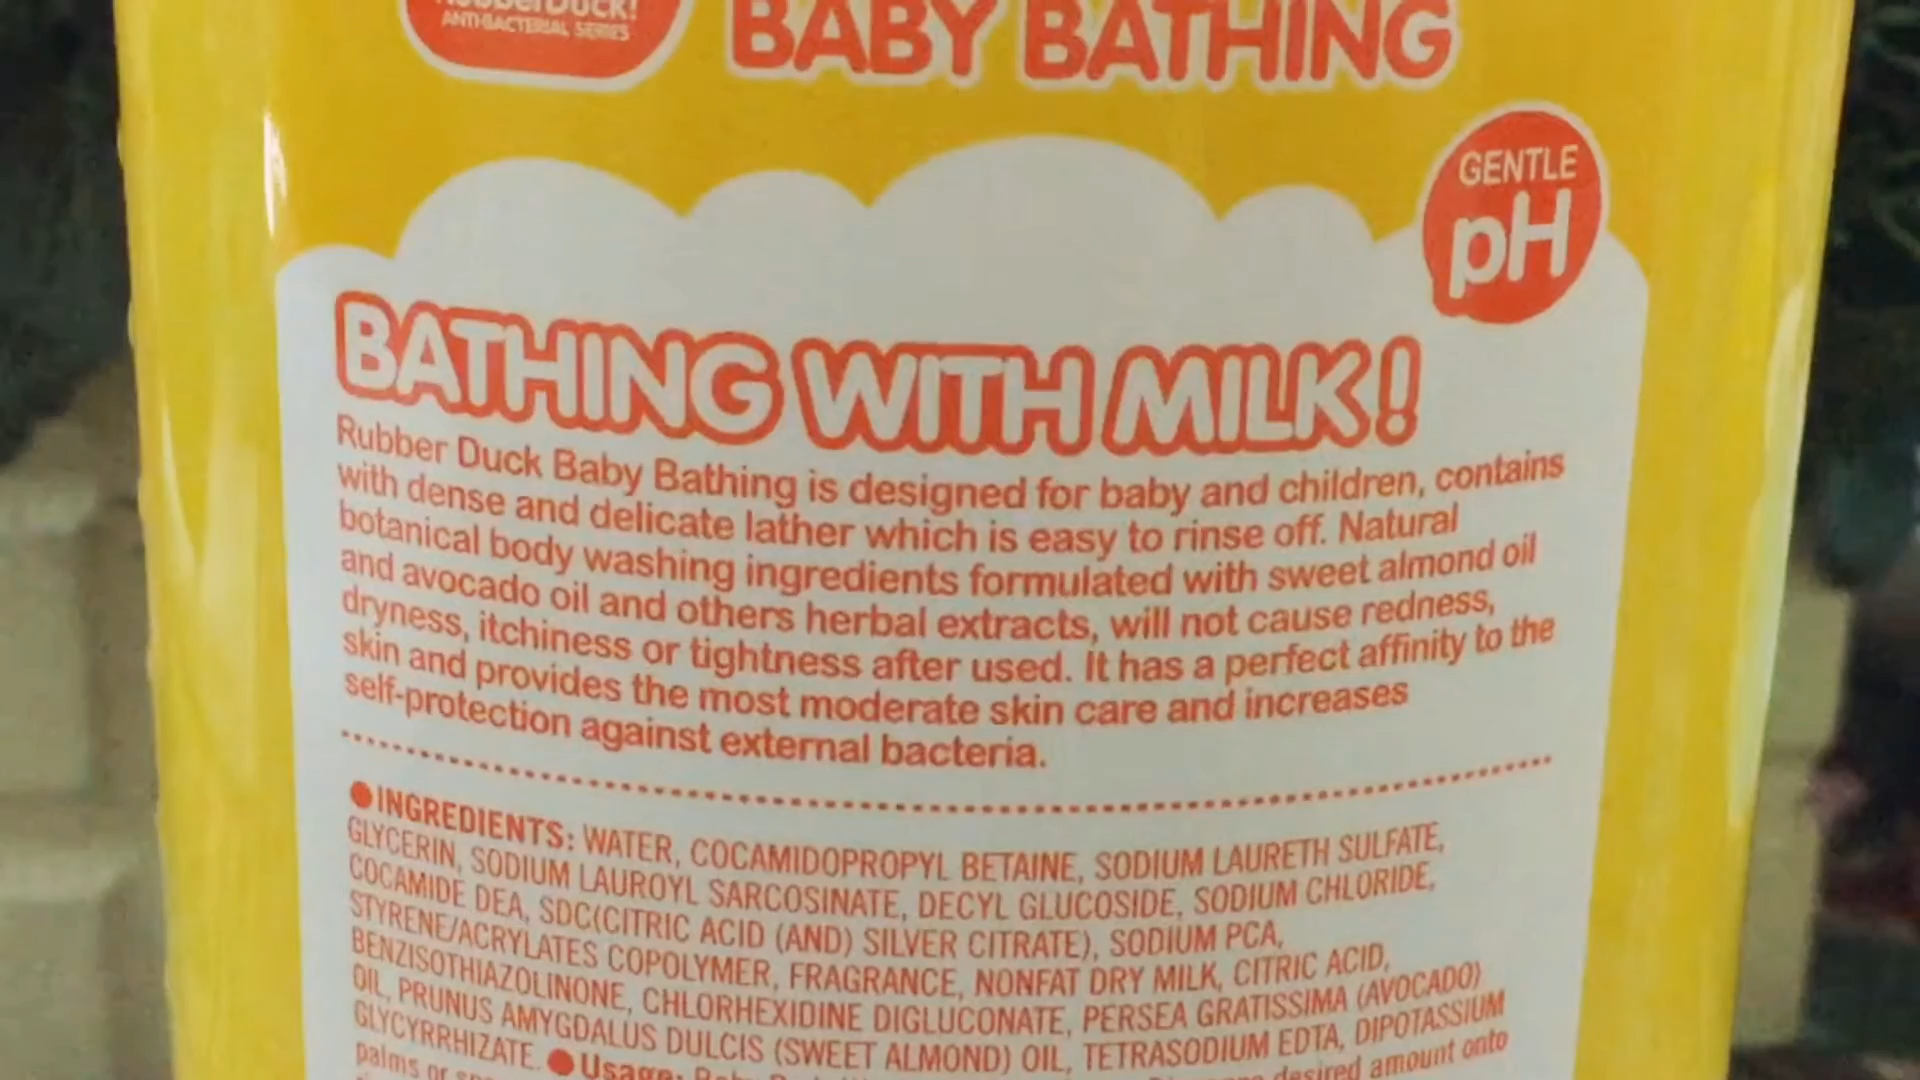 RubberDuck!
ANTI-BACTERIAL SERIES
BABY BATHING
GENTLE
pH
BATHING WITH MILK!
Rubber Duck Baby Bathing is designed for baby and children, contains
with dense and delicate lather which is easy to rinse off. Natural
botanical body washing ingredients formulated with sweet almond oil
and avocado oil and others herbal extracts, will not cause redness,
dryness, itchiness or tightness after used. It has a perfect affinity to the
skin and provides the most moderate skin care and increases
self-protection against external bacteria.
●INGREDIENTS: WATER, COCAMIDOPROPYL BETAINE, SODIUM LAURETH SULFATE,
GLYCERIN, SODIUM LAUROYL SARCOSINATE, DECYL GLUCOSIDE, SODIUM CHLORIDE,
COCAMIDE DEA, SDC(CITRIC ACID (AND) SILVER CITRATE), SODIUM PCA,
STYRENE/ACRYLATES COPOLYMER, FRAGRANCE, NONFAT DRY MILK, CITRIC ACID,
BENZISOTHIAZOLINONE, CHLORHEXIDINE DIGLUCONATE, PERSEA GRATISSIMA (AVOCADO)
OIL, PRUNUS AMYGDALUS DULCIS (SWEET ALMOND) OIL, TETRASODIUM EDTA, DIPOTASSIUM
GLYCYRRHIZATE. ●Usage: desired amount onto
palms or